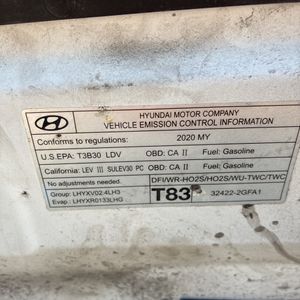 HYUNDAI MOTOR COMPANY
VEHICLE EMISSION CONTROL INFORMATION
Conforms to regulations: 2020 MY
U.S.EPA: T3B30 LDV OBD: CA II Fuel: Gasoline
California: LEV III SULEV30 PC OBD: CA II Fuel: Gasoline
No adjustments needed. DFI/WR-HO2S/HO2S/WU-TWC/TWC
Group: LHYXV02.4LH3
Evap: LHYXR0133LHG
T83 32422-2GFA1